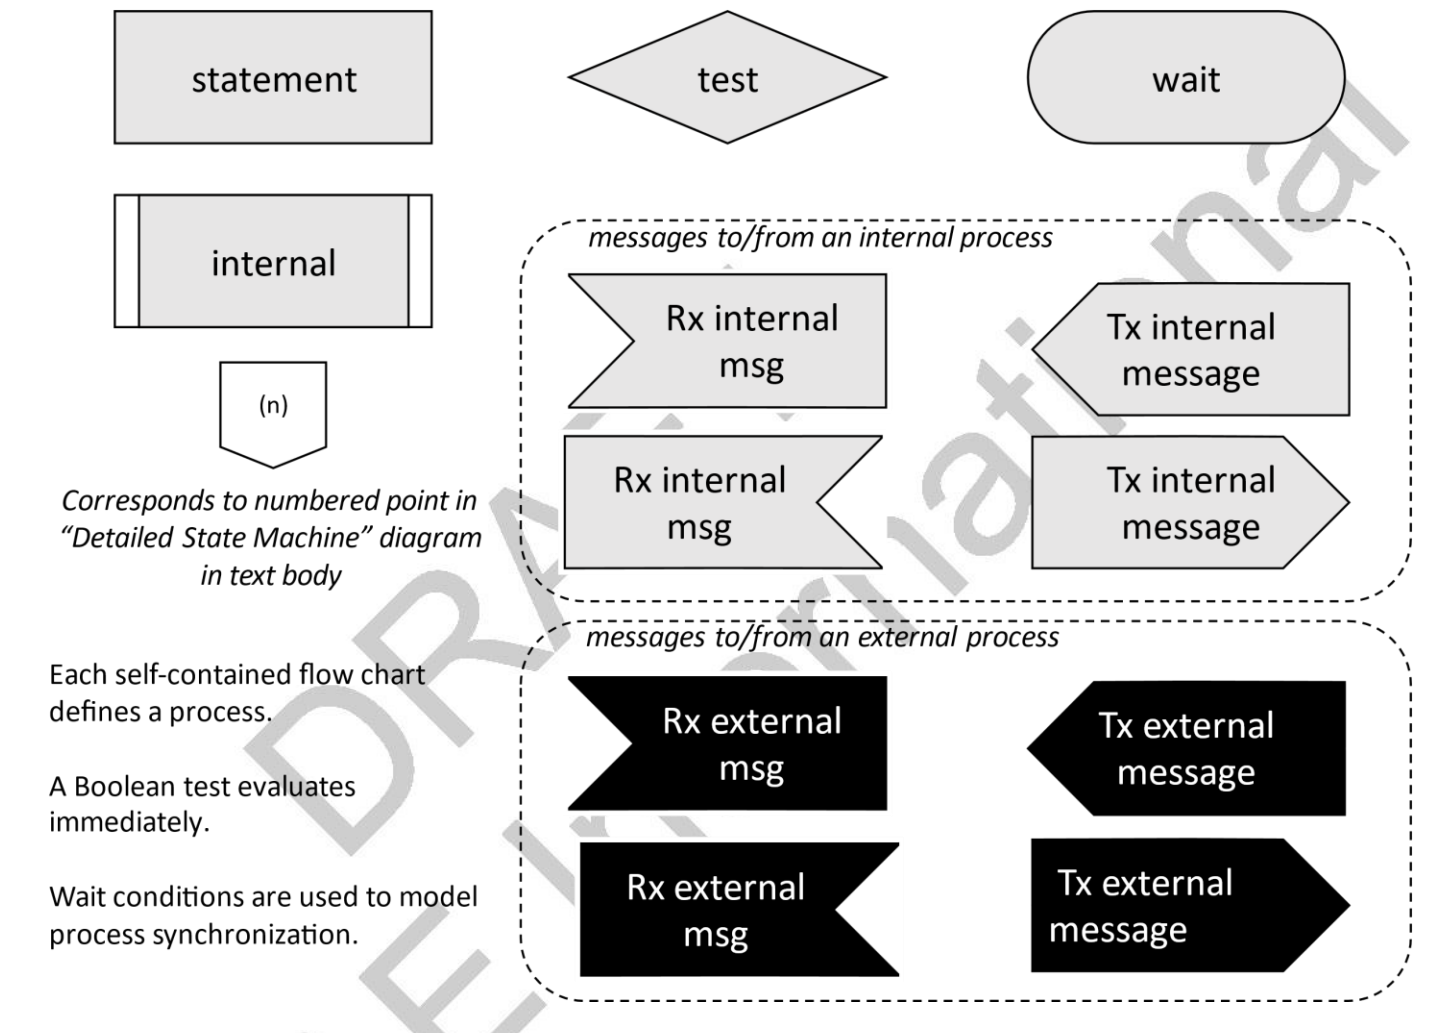 statement
test
wait
internal
messages to/from an internal process
Rx internal
msg
Tx internal
message
(n)
Rx internal
msg
Tx internal
message
Corresponds to numbered point in
“Detailed State Machine” diagram
in text body
messages to/from an external process
Each self-contained flow chart
defines a process.
Rx external
msg
Tx external
message
A Boolean test evaluates
immediately.
Rx external
msg
Tx external
message
Wait conditions are used to model
process synchronization.